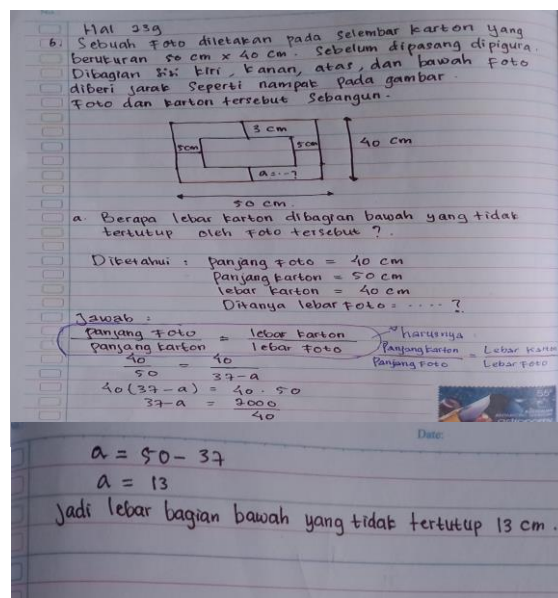 Hal 239
6. Sebuah Foto diletakan pada selembar karton yang
berukuran 50 cm x 40 cm. Sebelum dipasang dipigura.
Dibagian sisi kiri, kanan, atas, dan bawah Foto
diberi jarak seperti nampak pada gambar.
Foto dan karton tersebut sebangun.
3 cm
5cm
5cm
40 cm
a=...?
50 cm.
a. Berapa lebar karton dibagian bawah yang tidak
tertutup oleh Foto tersebut ?
Diketahui : Panjang Foto = 40 cm
Panjang karton = 50 cm
lebar karton = 40 cm
Ditanya lebar foto = ..... ?
Jawab :
Panjang Foto / Panjang karton = lebar karton / lebar Foto
harusnya
Panjang karton / Panjang Foto = Lebar karton / Lebar Foto
40 / 50 = 40 / 37-a
40 (37-a) = 40 . 50
37-a = 2000 / 40
Date:
a = 50 - 37
a = 13
Jadi lebar bagian bawah yang tidak tertutup 13 cm.